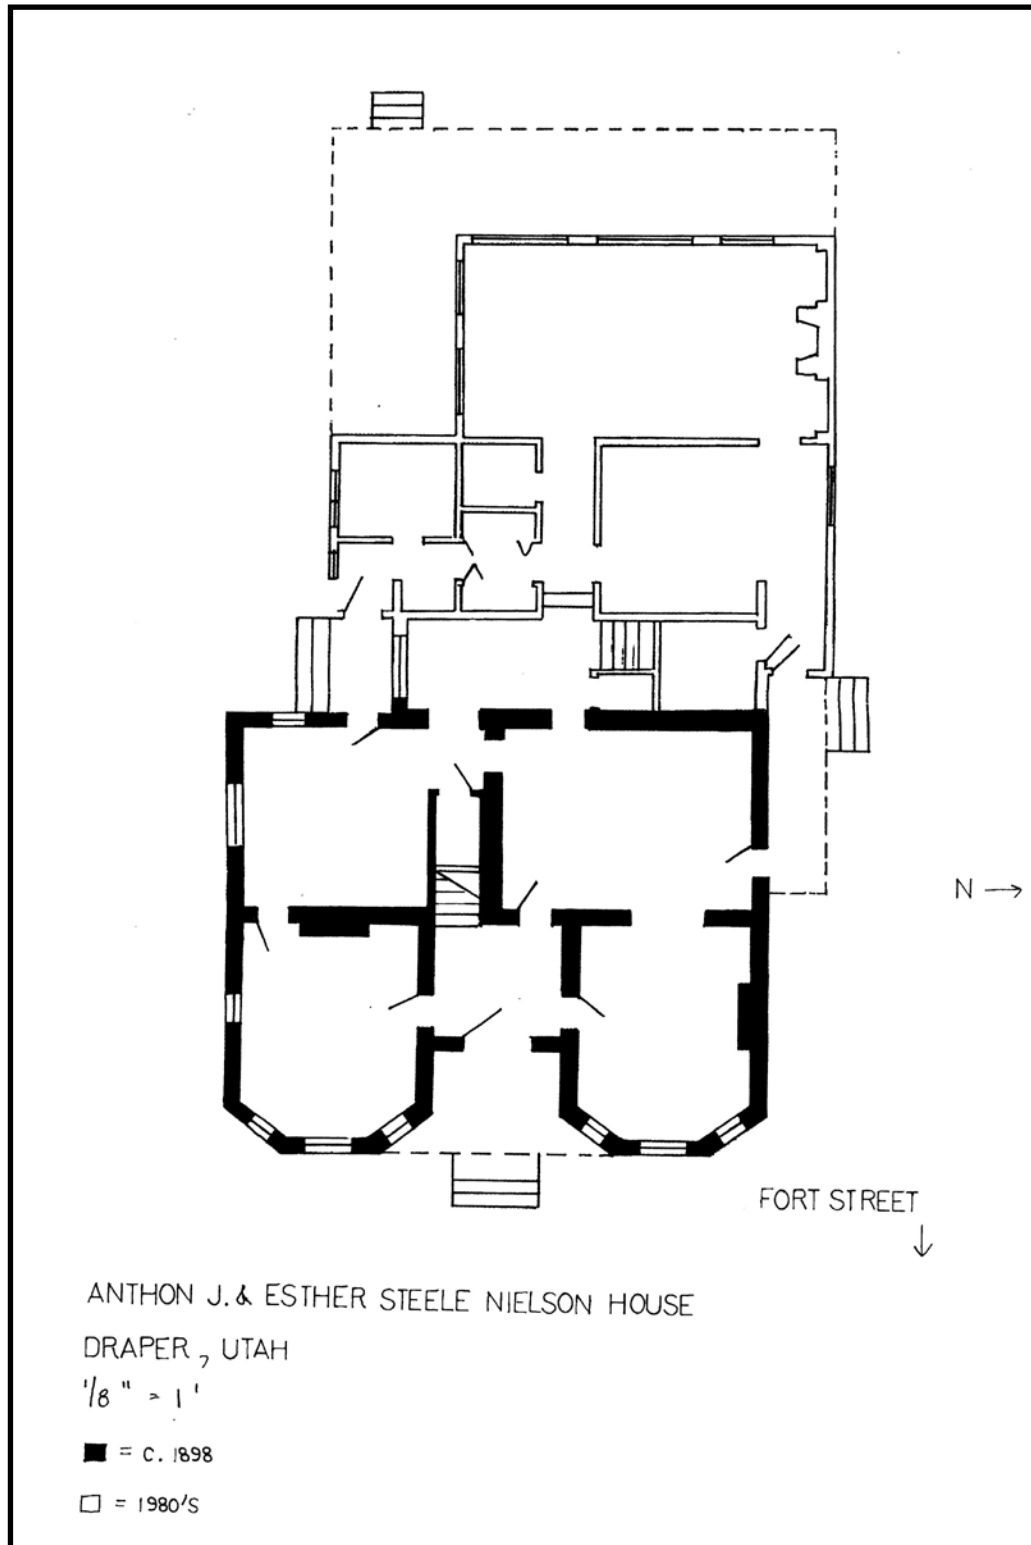 N →
FORT STREET
↓
ANTHON J. & ESTHER STEELE NIELSON HOUSE
DRAPER, UTAH
1/8" = 1'
■ = C. 1898
□ = 1980'S